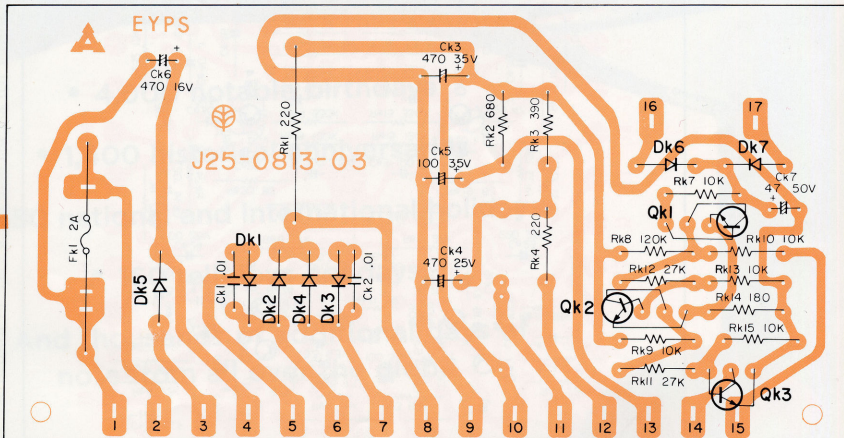 EYPS
Ck6
470 16V
+
Ck3
470 35V
+
Rk1 220
Rk2 680
Rk3 390
16
17
J25-0813-03
Ck5
100 35V
+
Dk6
Dk7
Ck7
47 50V
+
Rk7 10K
Qk1
Fk1 2A
Dk1
Ck4
470 25V
+
Rk4 220
Rk8 120K
Rk10 10K
Dk5
Ck1 .01
Dk2
Dk4
Dk3
Ck2 .01
Rk12 27K
Rk13 10K
Qk2
Rk14 180
Rk15 10K
Rk9 10K
Rk11 27K
Qk3
1
2
3
4
5
6
7
8
9
10
11
12
13
14
15